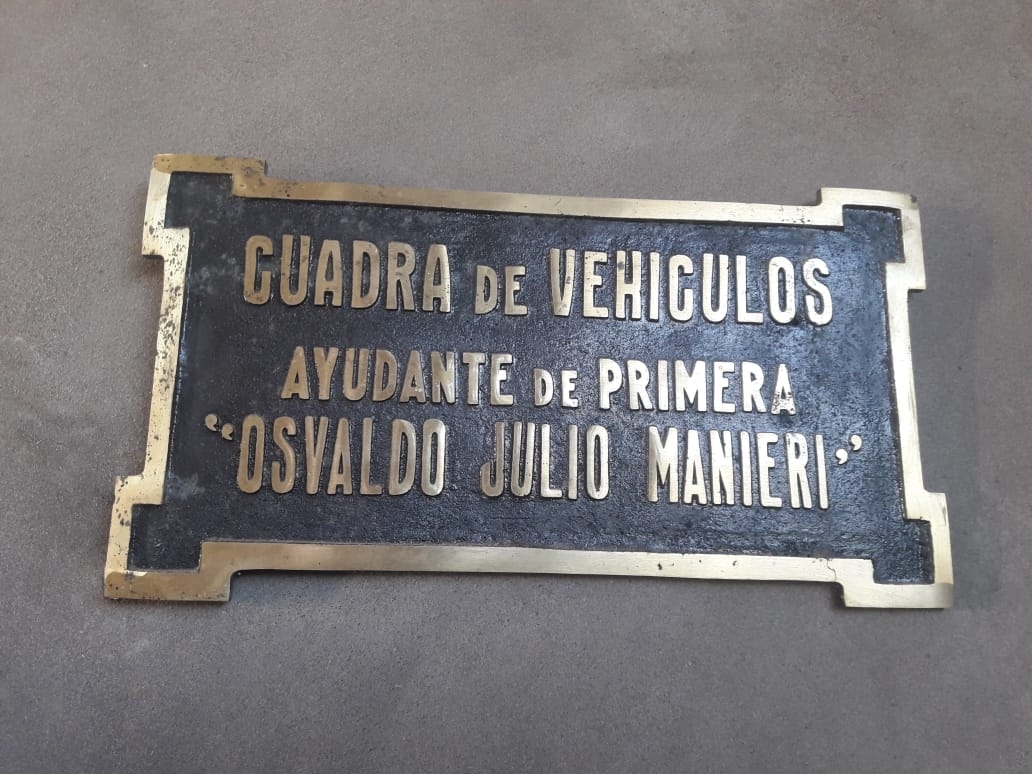 CUADRA DE VEHICULOS
AYUDANTE DE PRIMERA
“OSVALDO JULIO MANIERI’